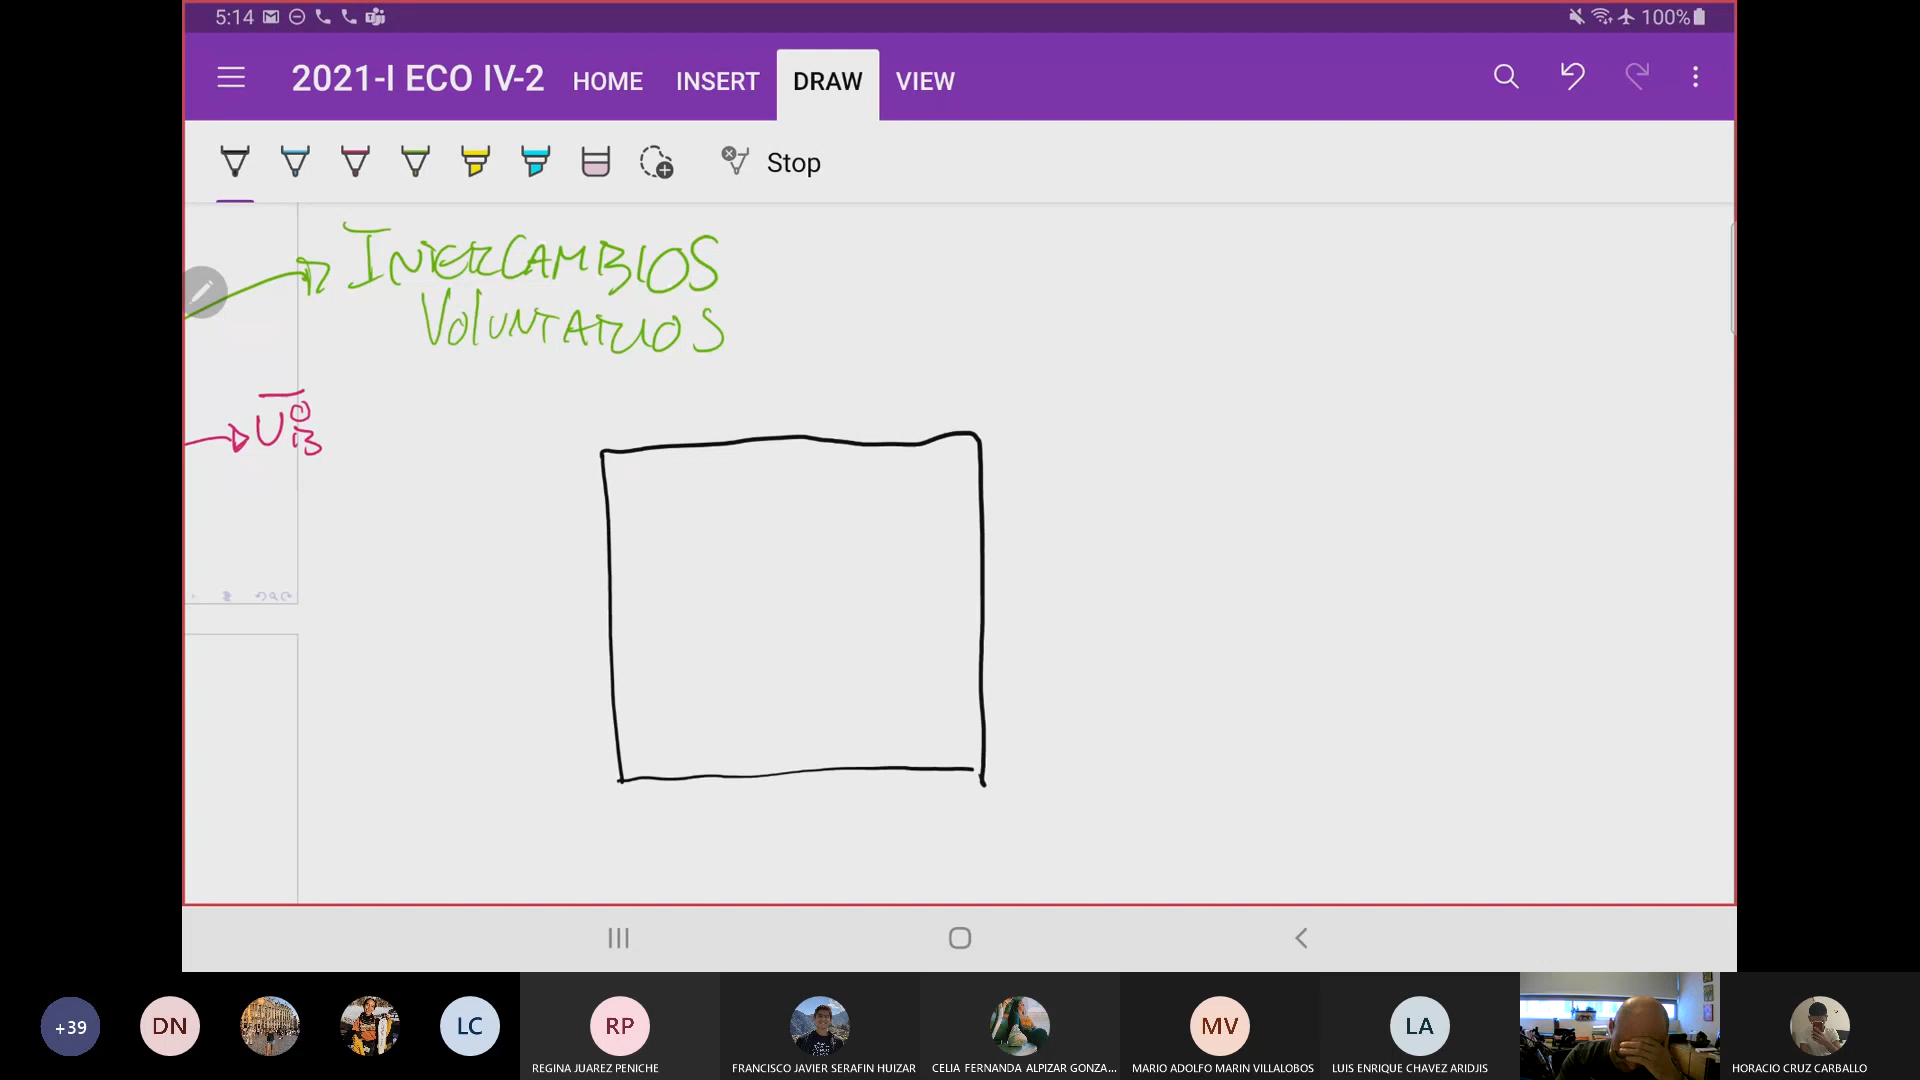 5:14 100%
2021-I ECO IV-2 HOME INSERT DRAW VIEW
Stop
INTERCAMBIOS
VOLUNTARIOS
U B
+39 DN LC RP MV LA
REGINA JUAREZ PENICHE FRANCISCO JAVIER SERAFIN HUIZAR CELIA FERNANDA ALPIZAR GONZA... MARIO ADOLFO MARIN VILLALOBOS LUIS ENRIQUE CHAVEZ ARIDJIS HORACIO CRUZ CARBALLO